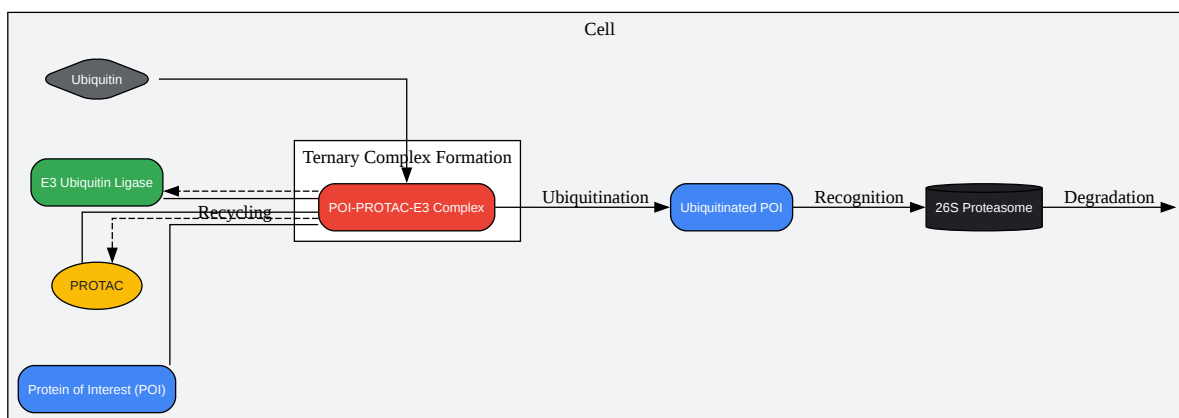 Cell
Ubiquitin
Ternary Complex Formation
E3 Ubiquitin Ligase
Recycling
POI-PROTAC-E3 Complex
Ubiquitination
Ubiquitinated POI
Recognition
26S Proteasome
Degradation
PROTAC
Protein of Interest (POI)